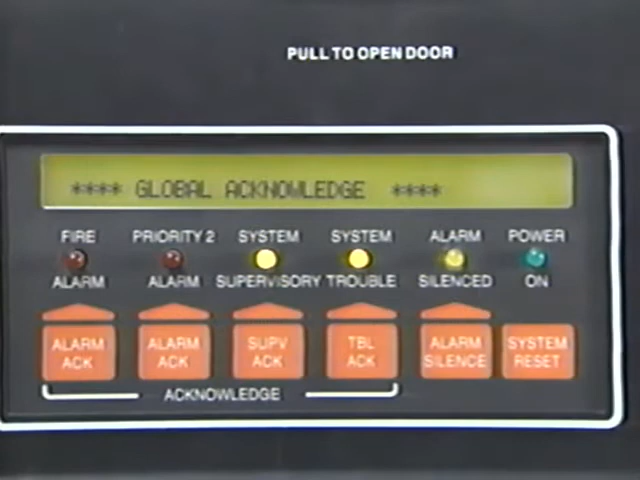 PULL TO OPEN DOOR
**** GLOBAL ACKNOWLEDGE ****
FIRE ALARM
PRIORITY 2 ALARM
SYSTEM SUPERVISORY
SYSTEM TROUBLE
ALARM SILENCED
POWER ON
ALARM ACK
ALARM ACK
SUPV ACK
TBL ACK
ALARM SILENCE
SYSTEM RESET
ACKNOWLEDGE